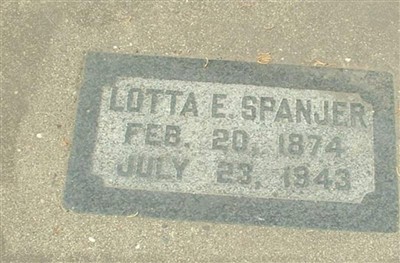 LOTTA E. SPANJER
FEB. 20, 1874
JULY 23, 1943